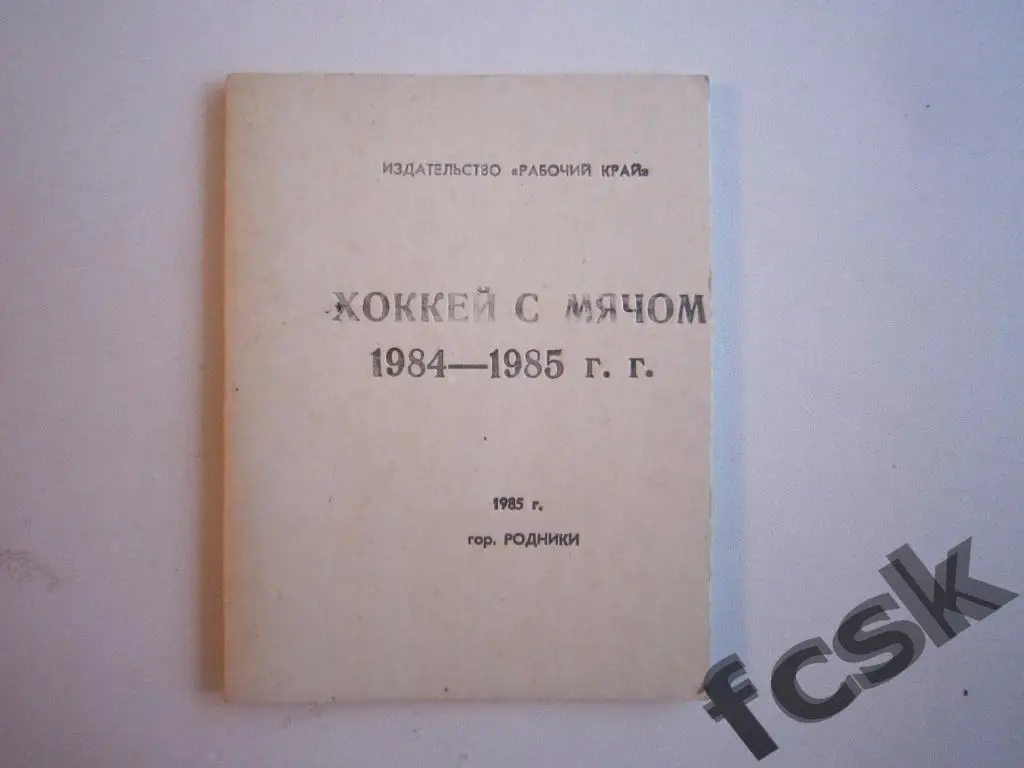 ИЗДАТЕЛЬСТВО «РАБОЧИЙ КРАЙ»
ХОККЕЙ С МЯЧОМ
1984—1985 г. г.
1985 г.
гор. РОДНИКИ
fcsk